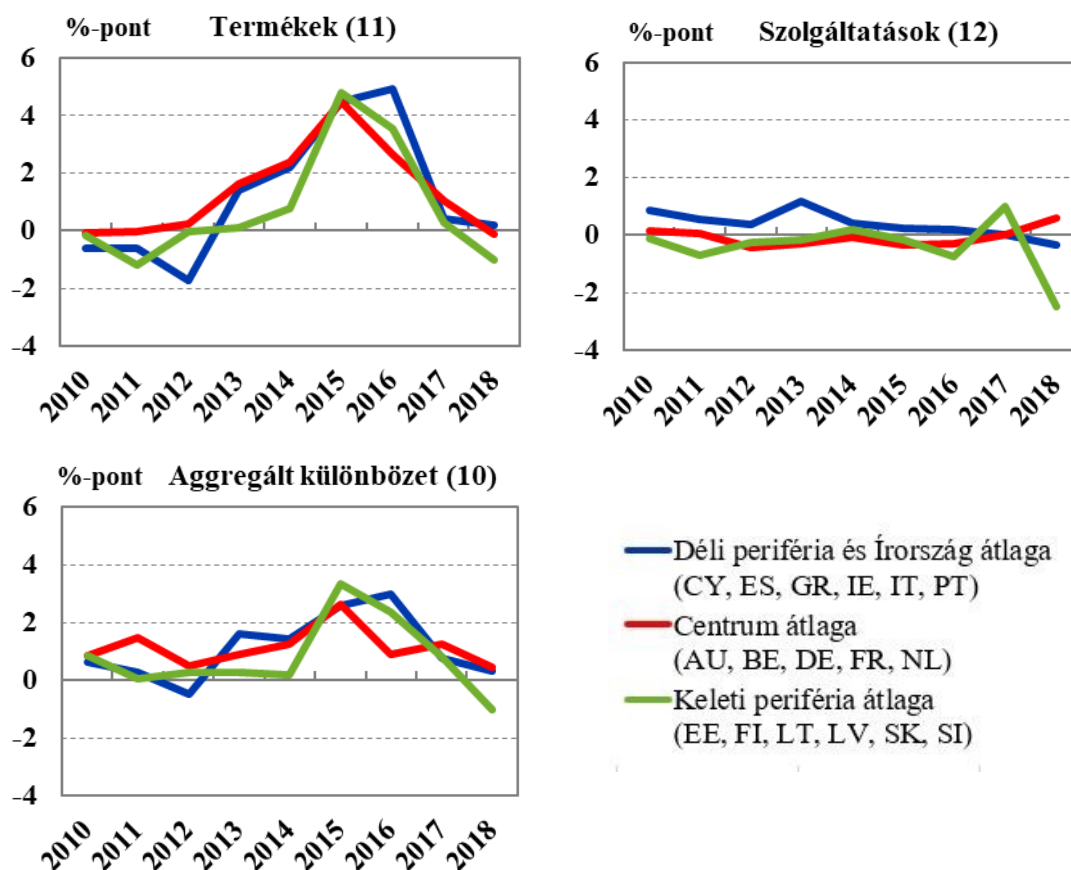 %-pont Termékek (11)
6
4
2
0
-2
-4
2010 2011 2012 2013 2014 2015 2016 2017 2018
%-pont Szolgáltatások (12)
6
4
2
0
-2
-4
2010 2011 2012 2013 2014 2015 2016 2017 2018
%-pont Aggregált különbözet (10)
6
4
2
0
-2
-4
2010 2011 2012 2013 2014 2015 2016 2017 2018
Déli periféria és Írország átlaga
(CY, ES, GR, IE, IT, PT)
Centrum átlaga
(AU, BE, DE, FR, NL)
Keleti periféria átlaga
(EE, FI, LT, LV, SK, SI)